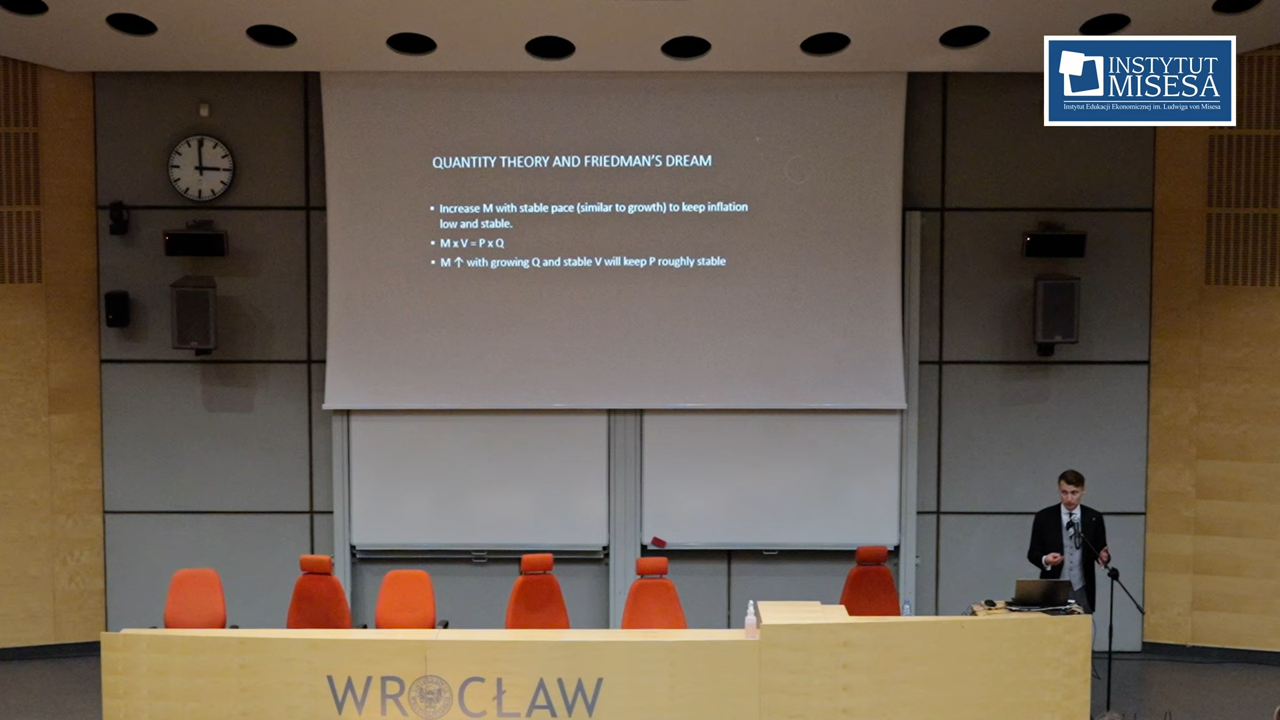 INSTYTUT
MISESA
Instytut Edukacji Ekonomicznej im. Ludwiga von Misesa
QUANTITY THEORY AND FRIEDMAN'S DREAM
• Increase M with stable pace (similar to growth) to keep inflation
low and stable.
• M x V = P x Q
• M ↑ with growing Q and stable V will keep P roughly stable
WROCŁAW